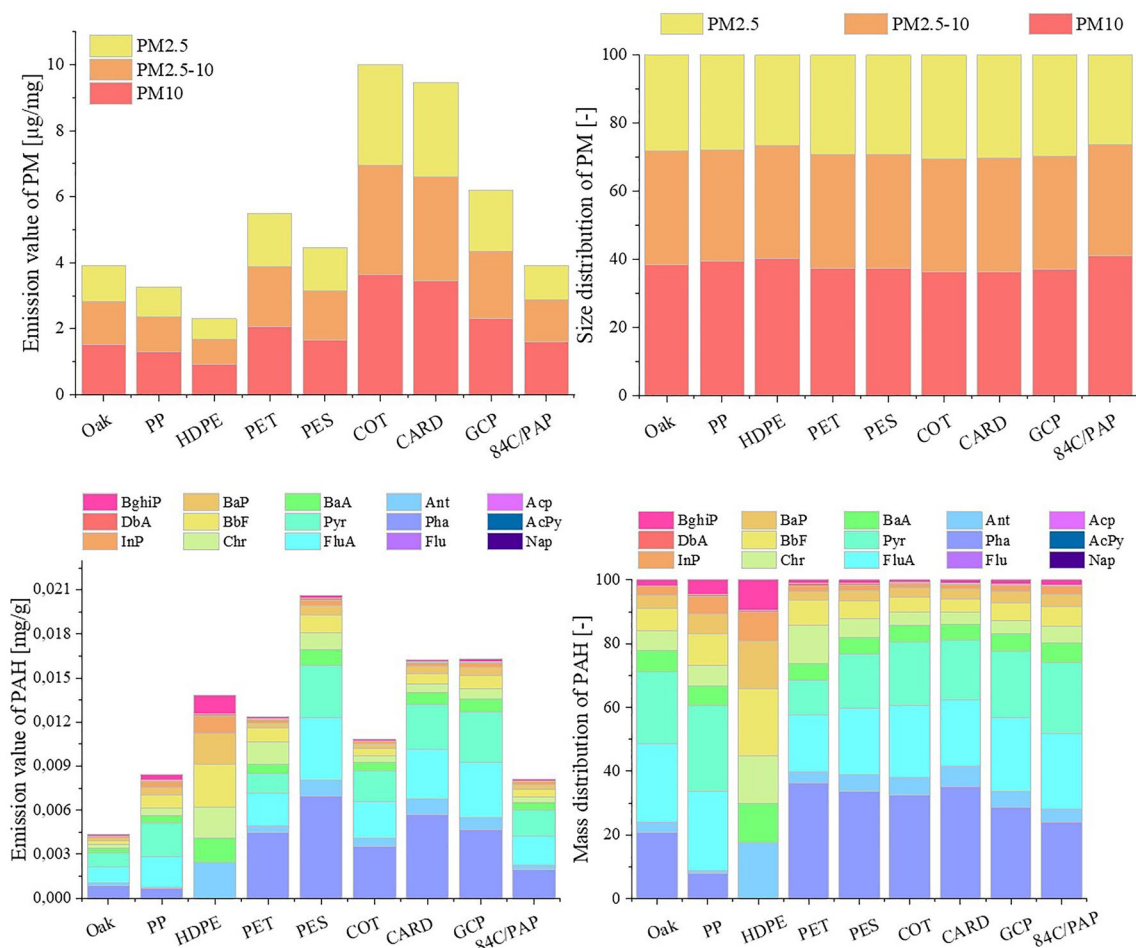 Emission value of PM [µg/mg]
PM2.5
PM2.5-10
PM10
10
8
6
4
2
0
Oak PP HDPE PET PES COT CARD GCP 84C/PAP
PM2.5 PM2.5-10 PM10
Size distribution of PM [-]
100
80
60
40
20
0
Oak PP HDPE PET PES COT CARD GCP 84C/PAP
BghiP BaP BaA Ant Acp
DbA BbF Pyr Pha AcPy
InP Chr FluA Flu Nap
Emission value of PAH [mg/g]
0,021
0,018
0,015
0,012
0,009
0,006
0,003
0,000
Oak PP HDPE PET PES COT CARD GCP 84C/PAP
BghiP BaP BaA Ant Acp
DbA BbF Pyr Pha AcPy
InP Chr FluA Flu Nap
Mass distribution of PAH [-]
100
80
60
40
20
0
Oak PP HDPE PET PES COT CARD GCP 84C/PAP